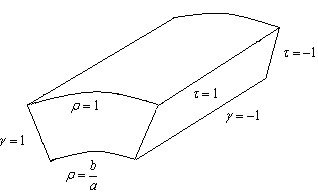 τ = −1
ρ = 1
τ = 1
γ = −1
γ = 1
ρ = b/a